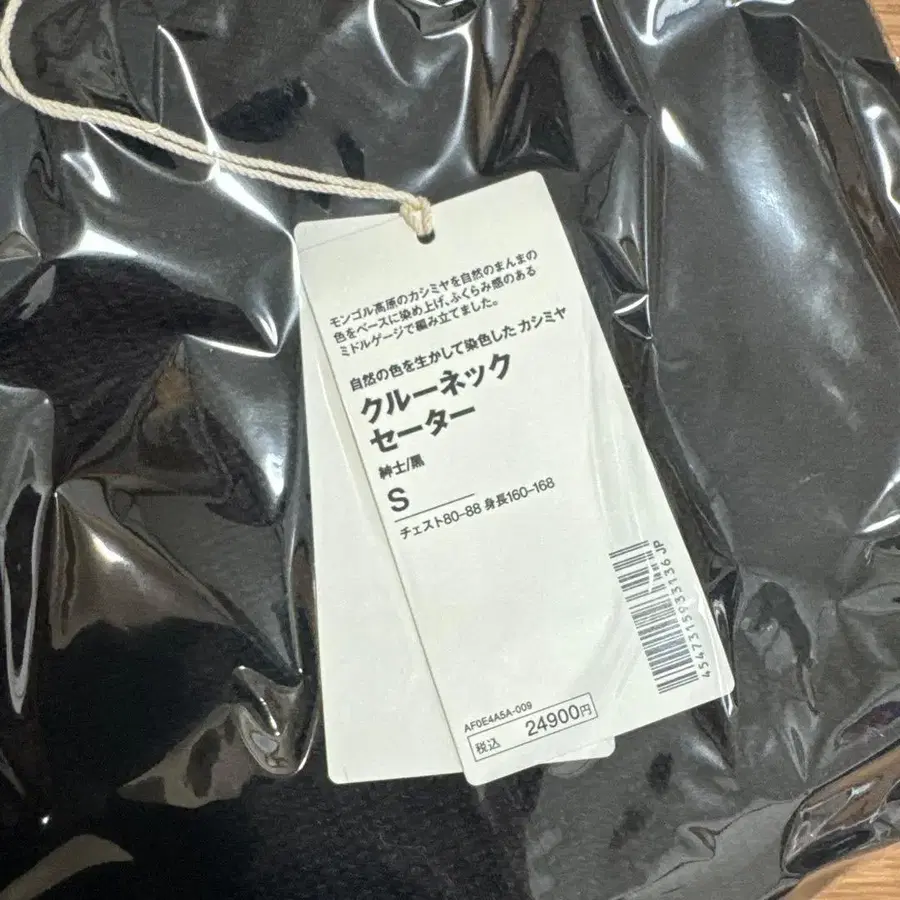 モンゴル高原のカシミヤを自然のまんまの
色をベースに染め上げ、ふくらみ感のある
ミドルゲージで編み立てました。
自然の色を生かして染色した カシミヤ
クルーネック
セーター
紳士/黒
S
チェスト80-88 身長160-168
4547315933136 JP
AF0E4A5A-009
税込 24900円